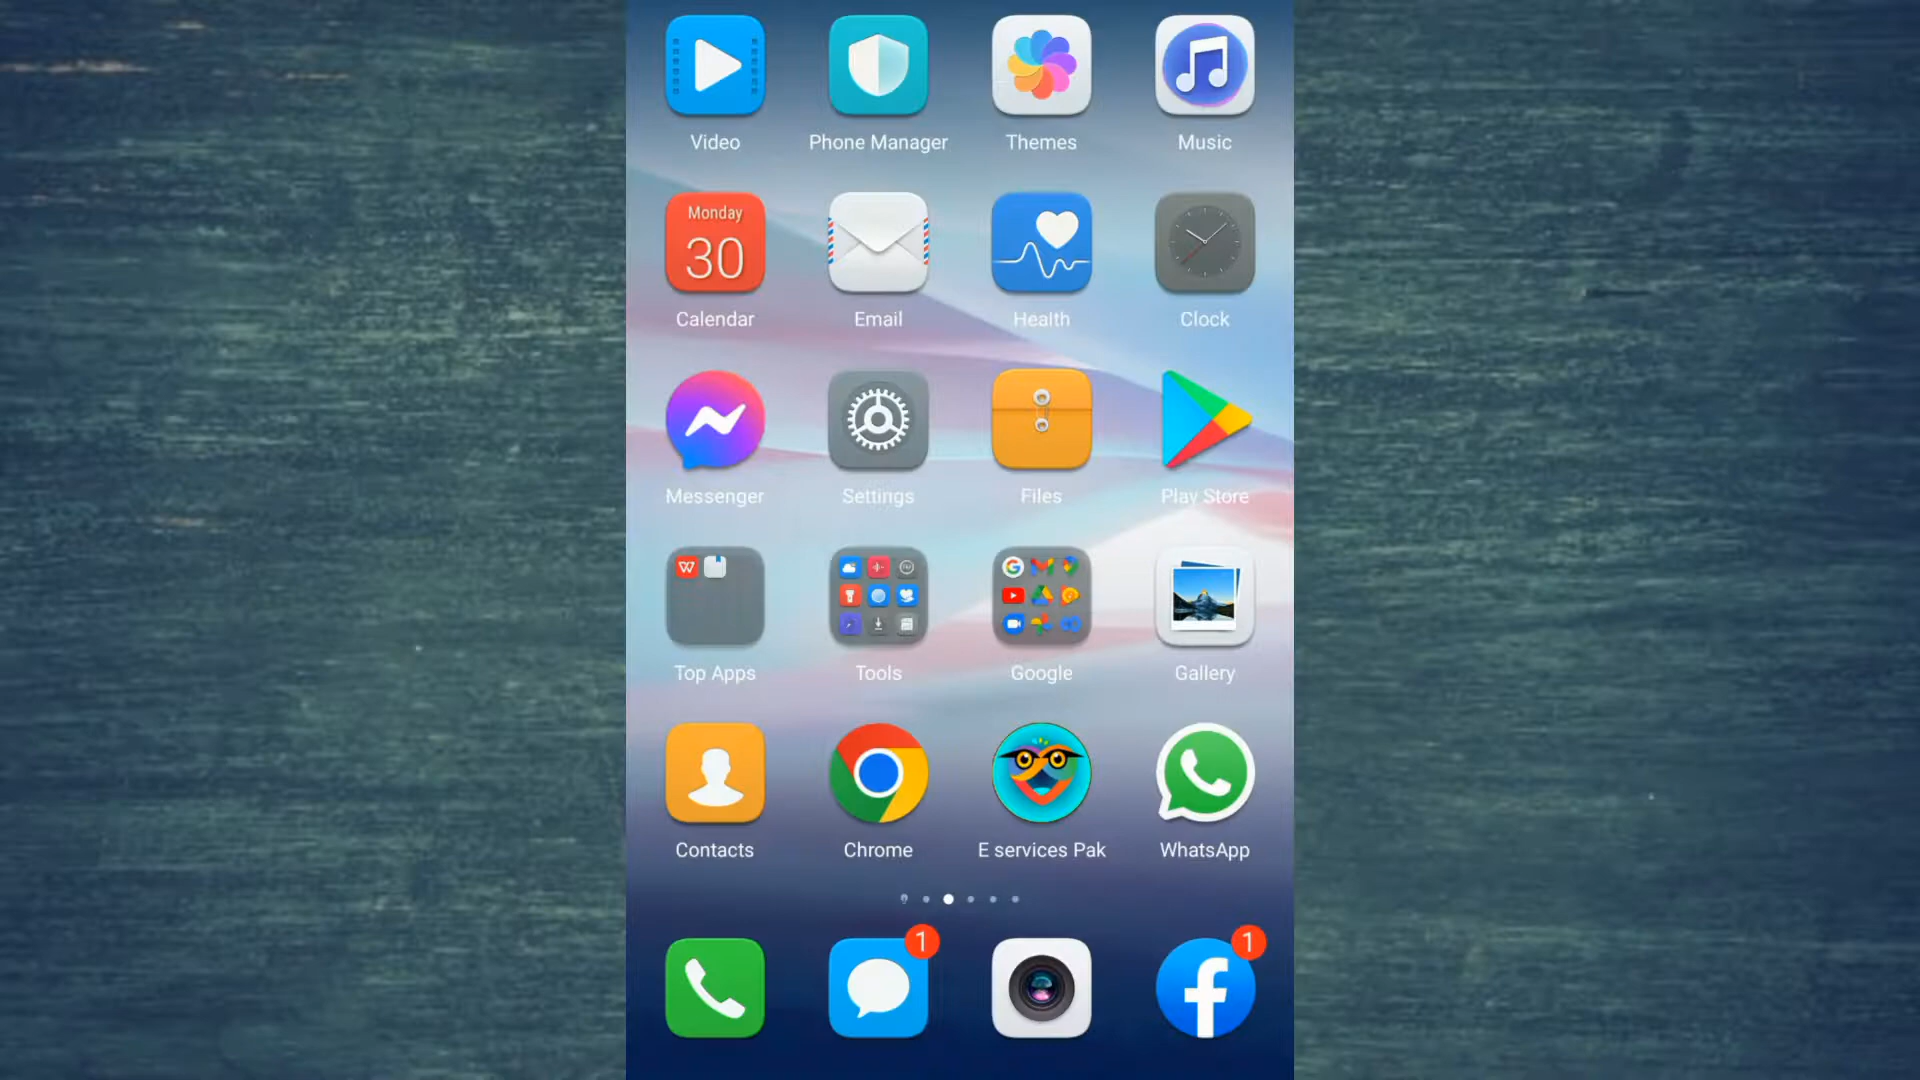 Video
Phone Manager
Themes
Music
Monday
30
Calendar
Email
Health
Clock
Messenger
Settings
Files
Play Store
Top Apps
Tools
Google
Gallery
Contacts
Chrome
E services Pak
WhatsApp
1
1